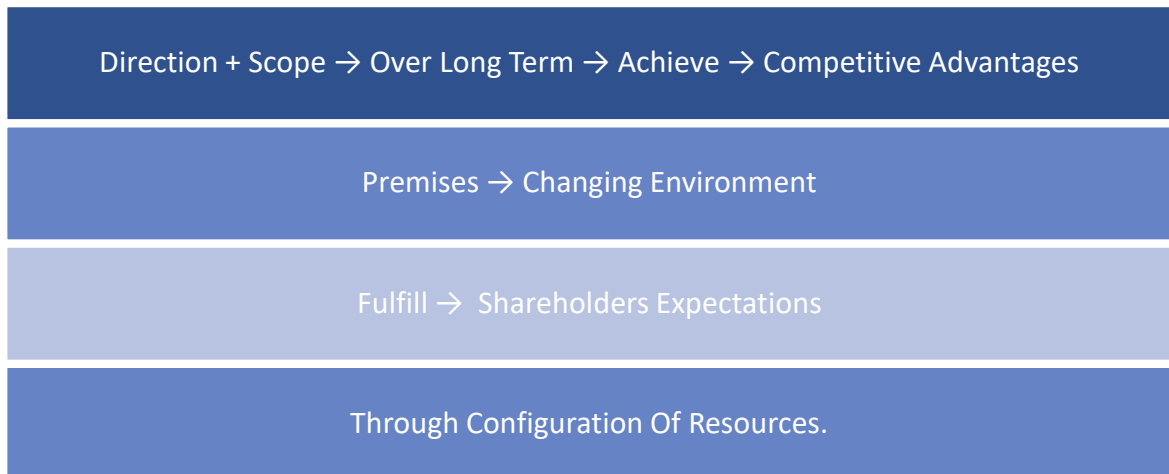 Direction + Scope → Over Long Term → Achieve → Competitive Advantages
Premises → Changing Environment
Fulfill → Shareholders Expectations
Through Configuration Of Resources.